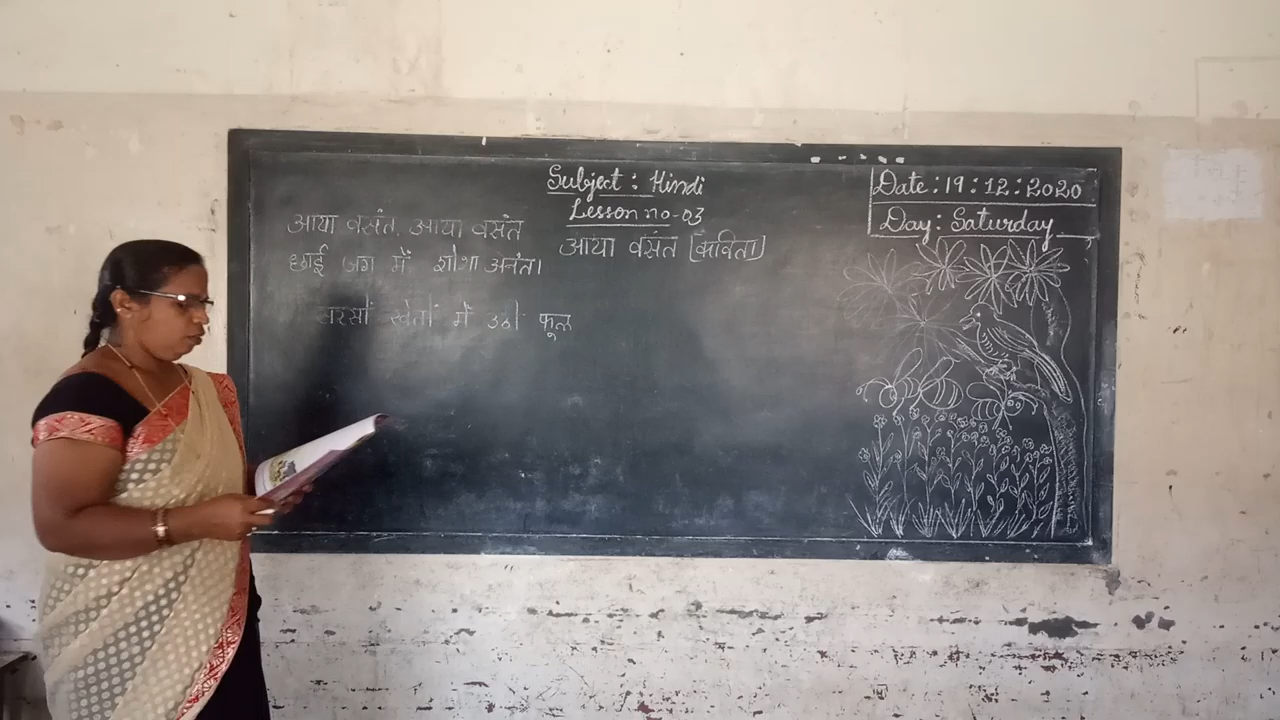 Subject : Hindi
Lesson no-03
आया वसंत (कविता)
Date : 19 : 12 : 2020
Day : Saturday
आया वसंत, आया वसंत
छाई जग में शोभा अनंत।
सरसों खेतों में उठी फूल